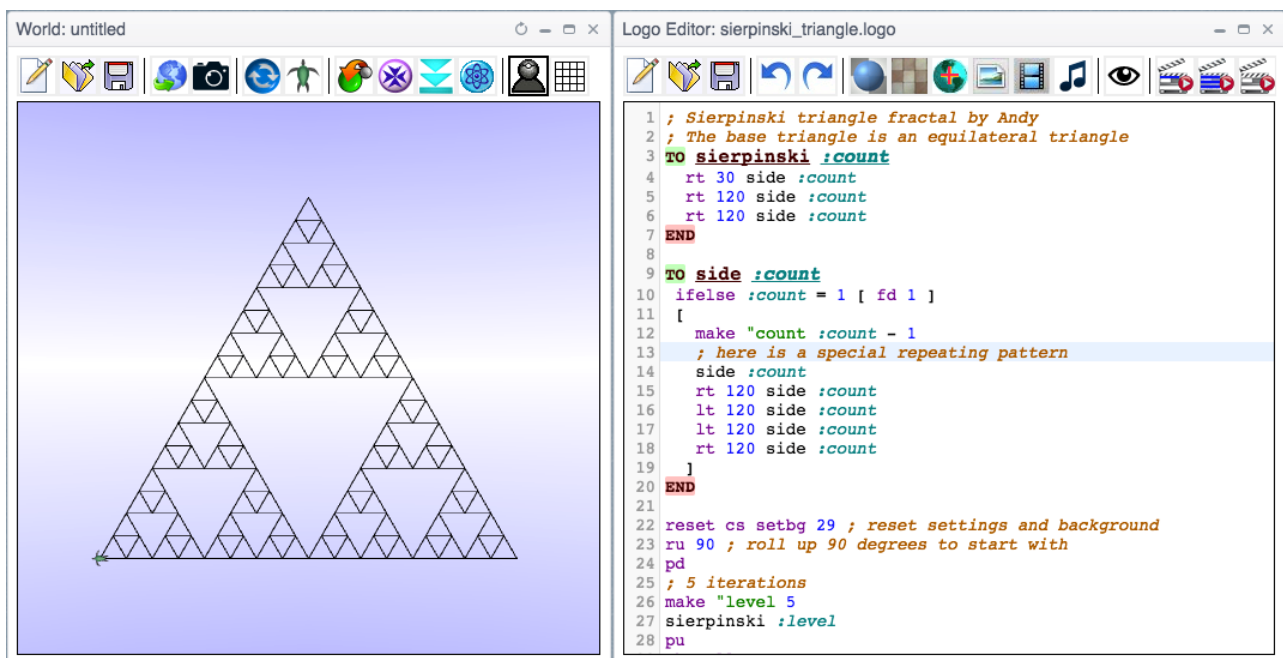 World: untitled
Logo Editor: sierpinski_triangle.logo
1 ; Sierpinski triangle fractal by Andy
2 ; The base triangle is an equilateral triangle
3 TO sierpinski :count
4 rt 30 side :count
5 rt 120 side :count
6 rt 120 side :count
7 END
8
9 TO side :count
10 ifelse :count = 1 [ fd 1 ]
11 [
12 make "count :count - 1
13 ; here is a special repeating pattern
14 side :count
15 rt 120 side :count
16 lt 120 side :count
17 lt 120 side :count
18 rt 120 side :count
19 ]
20 END
21
22 reset cs setbg 29 ; reset settings and background
23 ru 90 ; roll up 90 degrees to start with
24 pd
25 ; 5 iterations
26 make "level 5
27 sierpinski :level
28 pu